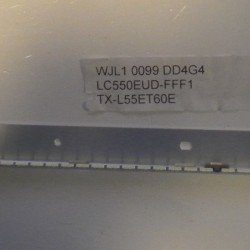 WJL1 0099 DD4G4
LC550EUD-FFF1
TX-L55ET60E